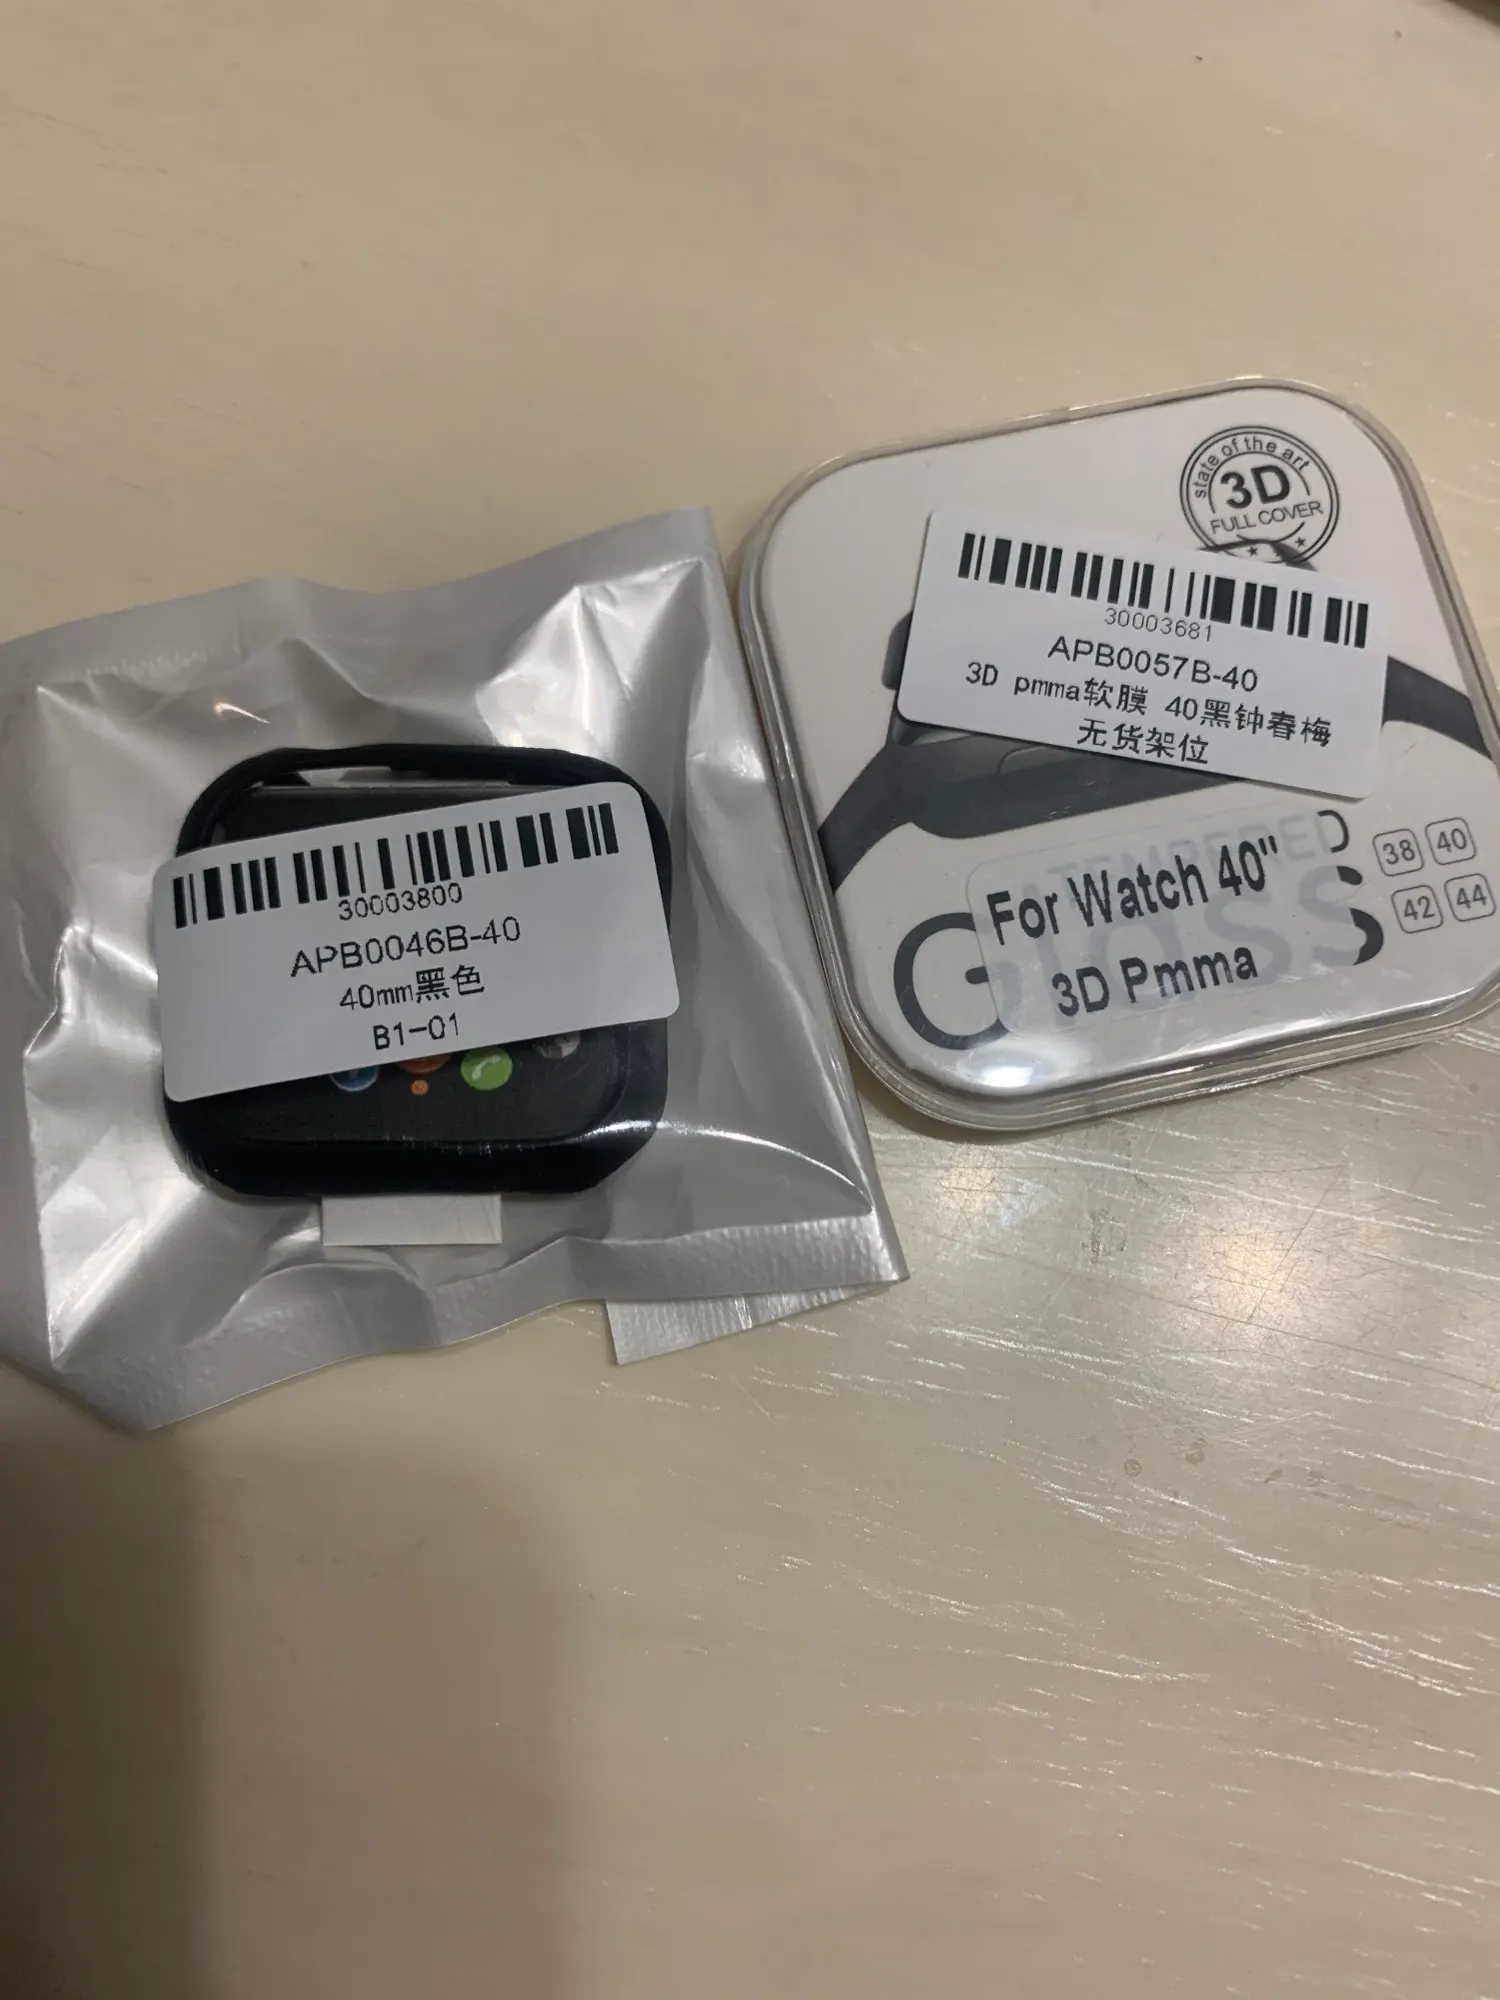 30003800
APB0046B-40
40mm黑色
B1-01
state of the art
3D
FULL COVER
30003681
APB0057B-40
3D pmma软膜 40黑钟春梅
无货架位
TEMPERED
GlaSS
For Watch 40"
3D Pmma
38 40
42 44